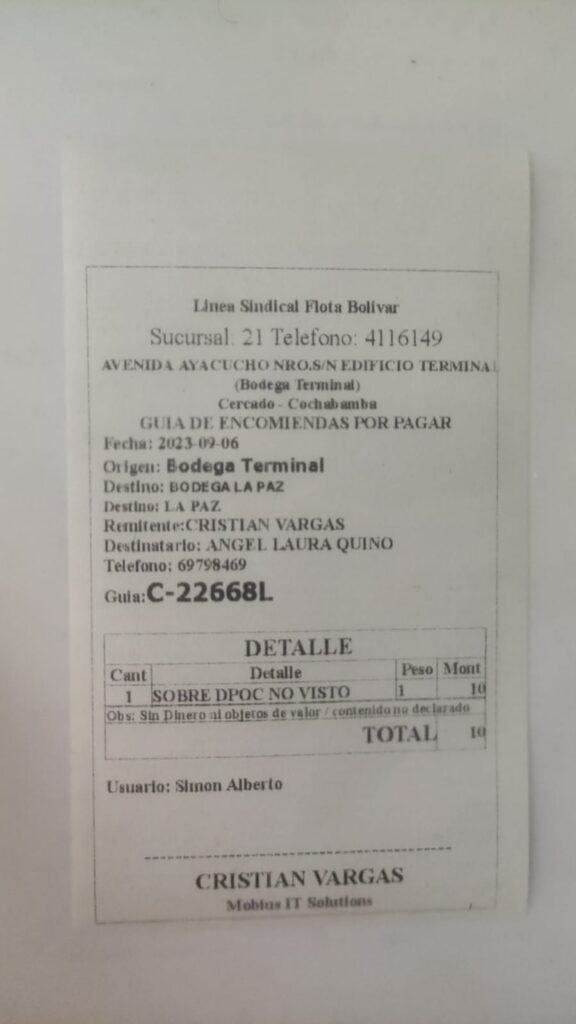 Linea Sindical Flota Bolivar
Sucursal: 21 Telefono: 4116149
AVENIDA AYACUCHO NRO.S/N EDIFICIO TERMINAL
(Bodega Terminal)
Cercado - Cochabamba
GUIA DE ENCOMIENDAS POR PAGAR
Fecha: 2023-09-06
Origen: Bodega Terminal
Destino: BODEGA LA PAZ
Destino: LA PAZ
Remitente:CRISTIAN VARGAS
Destinatario: ANGEL LAURA QUINO
Telefono: 69798469
Guia:C-22668L
DETALLE
Cant Detalle Peso Mont
1 SOBRE DPOC NO VISTO 1 10
Obs: Sin Dinero ni objetos de valor / contenido no declarado
TOTAL 10
Usuario: Simon Alberto
CRISTIAN VARGAS
Mobius IT Solutions